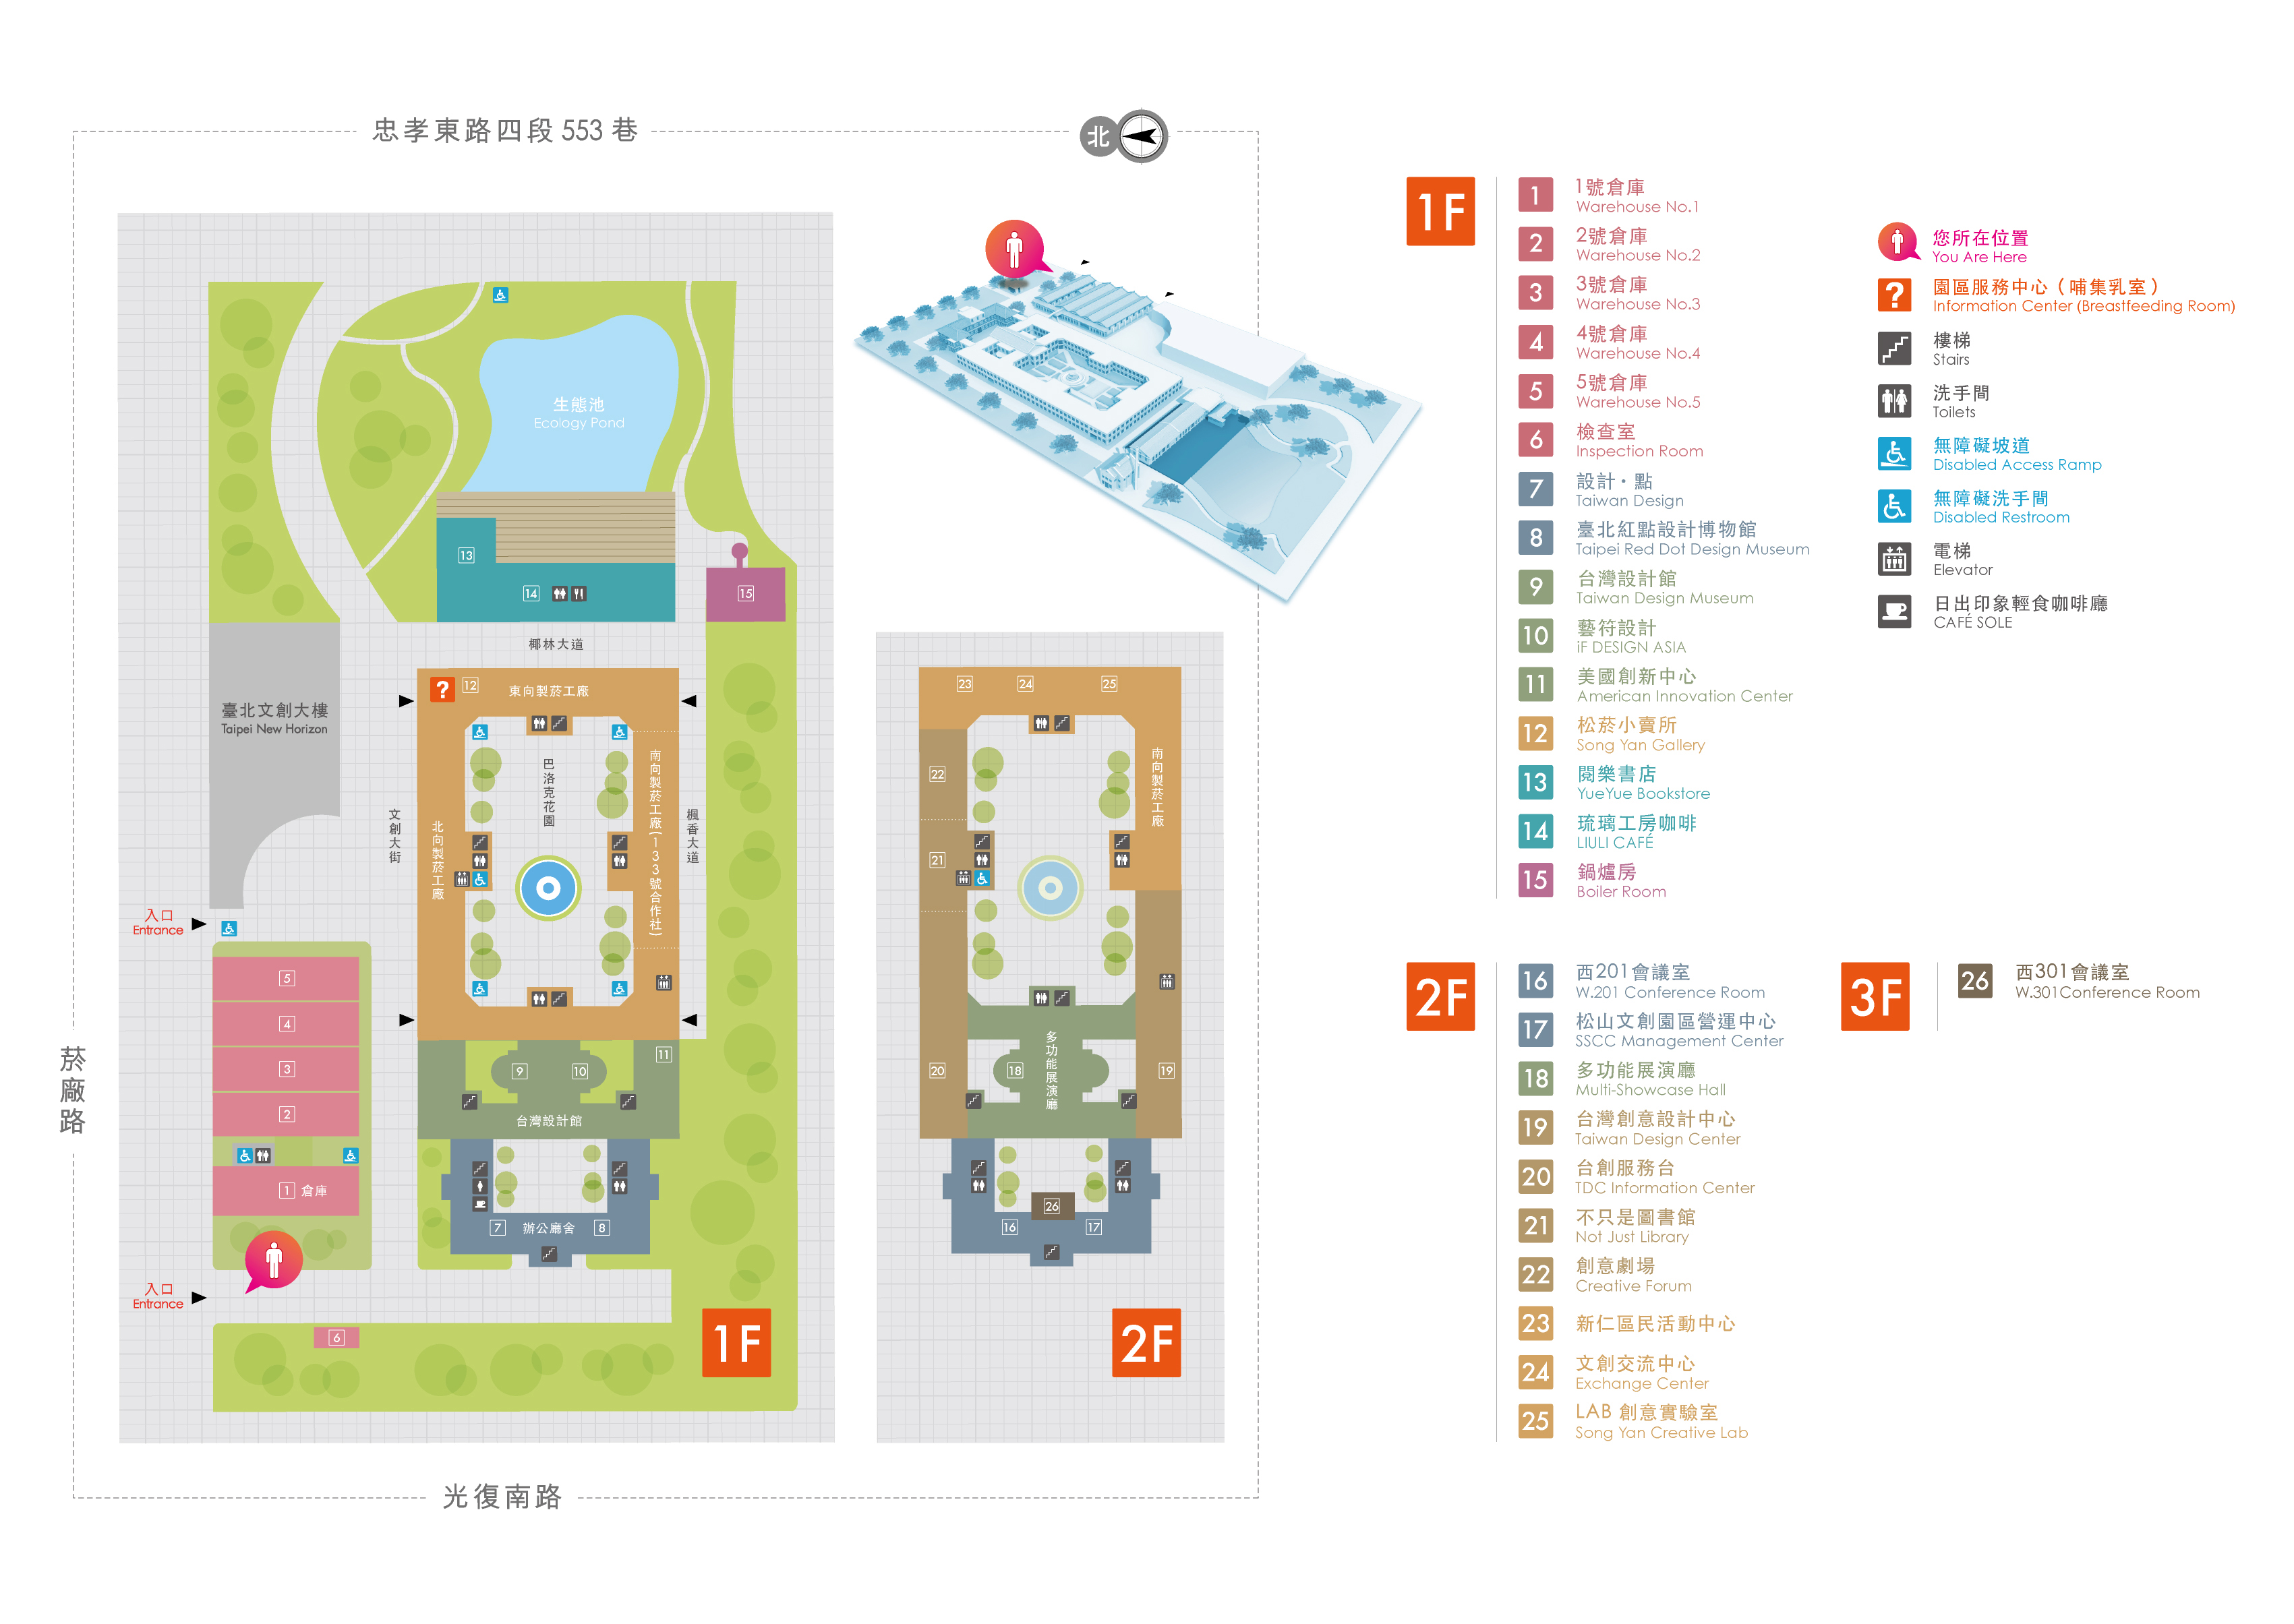 忠孝東路四段 553 巷
北
生態池
Ecology Pond
13
14
15
椰林大道
臺北文創大樓
Taipei New Horizon
?
12
東向製菸工廠
巴洛克花園
南向製菸工廠(133號合作社)
文創大街
北向製菸工廠
楓香大道
入口
Entrance
5
4
3
2
1 倉庫
菸廠路
9
10
11
台灣設計館
7
辦公廳舍
8
入口
Entrance
6
1F
光復南路
23
24
25
22
南向製菸工廠
21
多功能展演廳
20
18
19
26
16
17
2F
1F
1
1號倉庫
Warehouse No.1
2
2號倉庫
Warehouse No.2
3
3號倉庫
Warehouse No.3
4
4號倉庫
Warehouse No.4
5
5號倉庫
Warehouse No.5
6
檢查室
Inspection Room
7
設計・點
Taiwan Design
8
臺北紅點設計博物館
Taipei Red Dot Design Museum
9
台灣設計館
Taiwan Design Museum
10
藝符設計
iF DESIGN ASIA
11
美國創新中心
American Innovation Center
12
松菸小賣所
Song Yan Gallery
13
閱樂書店
YueYue Bookstore
14
琉璃工房咖啡
LIULI CAFÉ
15
鍋爐房
Boiler Room
您所在位置
You Are Here
?
園區服務中心（哺集乳室）
Information Center (Breastfeeding Room)
樓梯
Stairs
洗手間
Toilets
無障礙坡道
Disabled Access Ramp
無障礙洗手間
Disabled Restroom
電梯
Elevator
日出印象輕食咖啡廳
CAFÉ SOLE
2F
16
西201會議室
W.201 Conference Room
17
松山文創園區營運中心
SSCC Management Center
18
多功能展演廳
Multi-Showcase Hall
19
台灣創意設計中心
Taiwan Design Center
20
台創服務台
TDC Information Center
21
不只是圖書館
Not Just Library
22
創意劇場
Creative Forum
23
新仁區民活動中心
24
文創交流中心
Exchange Center
25
LAB 創意實驗室
Song Yan Creative Lab
3F
26
西301會議室
W.301Conference Room